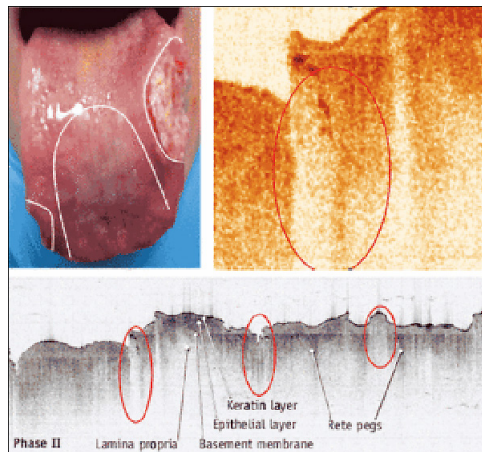 Keratin layer
Epithelial layer
Rete pegs
Phase II
Lamina propria
Basement membrane